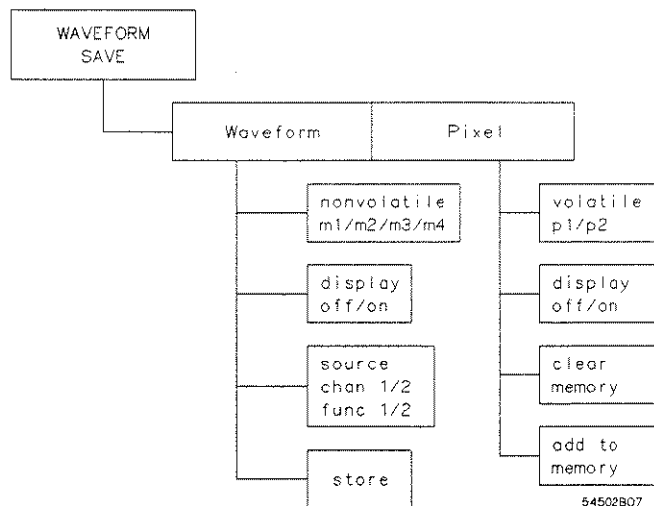 WAVEFORM
SAVE
Waveform
Pixel
nonvolatile
m1/m2/m3/m4
display
off/on
source
chan 1/2
func 1/2
store
volatile
p1/p2
display
off/on
clear
memory
add to
memory
54502B07